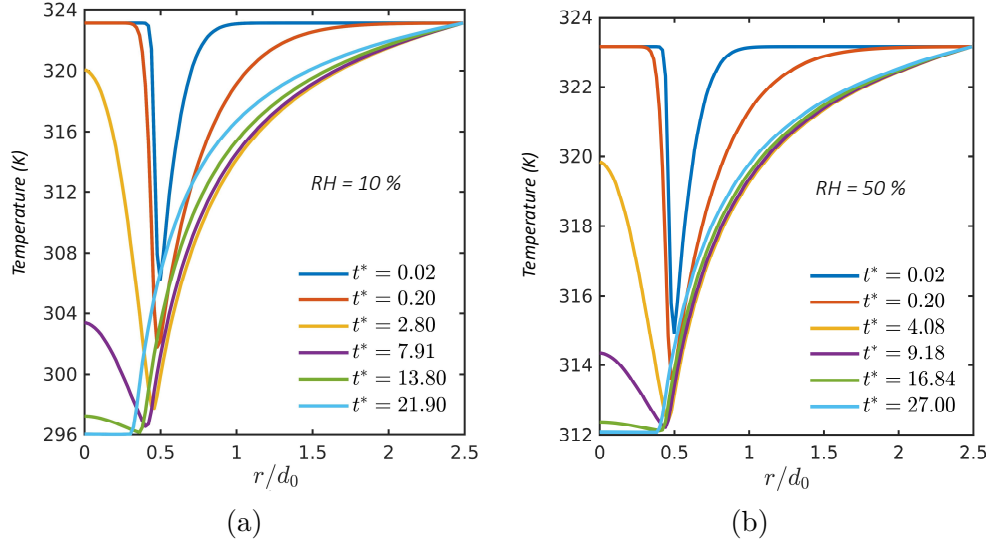 324
320
316
312
308
304
300
296
Temperature (K)
RH = 10 %
t* = 0.02
t* = 0.20
t* = 2.80
t* = 7.91
t* = 13.80
t* = 21.90
0 0.5 1 1.5 2 2.5
r/d0
(a)
324
322
320
318
316
314
312
Temperature (K)
RH = 50 %
t* = 0.02
t* = 0.20
t* = 4.08
t* = 9.18
t* = 16.84
t* = 27.00
0 0.5 1 1.5 2 2.5
r/d0
(b)